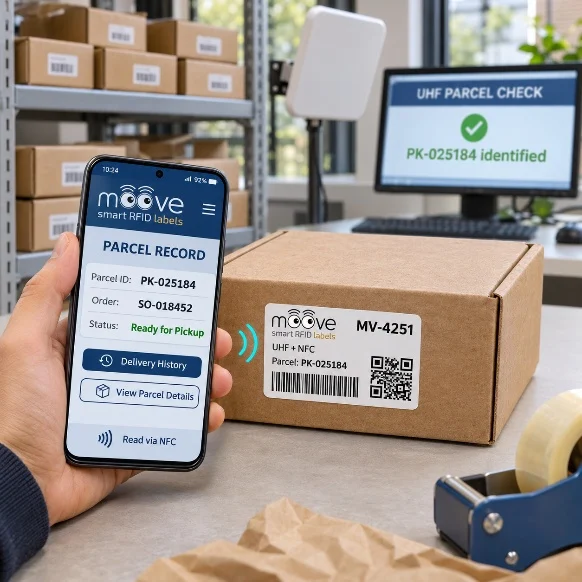 10:24
92%
moove
smart RFID labels
PARCEL RECORD
Parcel ID: PK-025184
Order: SO-018452
Status: Ready for Pickup
Delivery History
View Parcel Details
Read via NFC
moove
smart RFID labels
MV-4251
UHF + NFC
Parcel: PK-025184
UHF PARCEL CHECK
PK-025184 identified